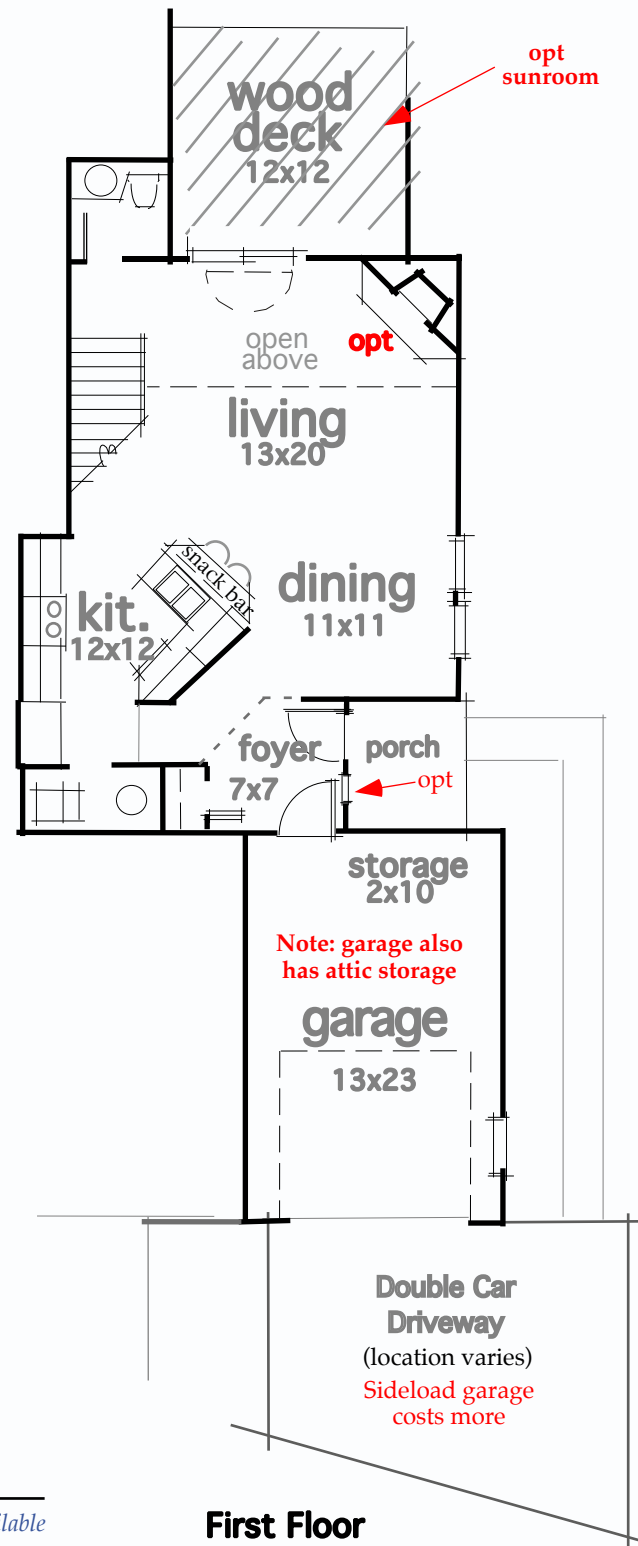 opt
sunroom
wood
deck
12x12
open
above
opt
living
13x20
snack bar
dining
11x11
kit.
12x12
foyer
7x7
porch
opt
storage
2x10
Note: garage also
has attic storage
garage
13x23
Double Car
Driveway
(location varies)
Sideload garage
costs more
lable
First Floor